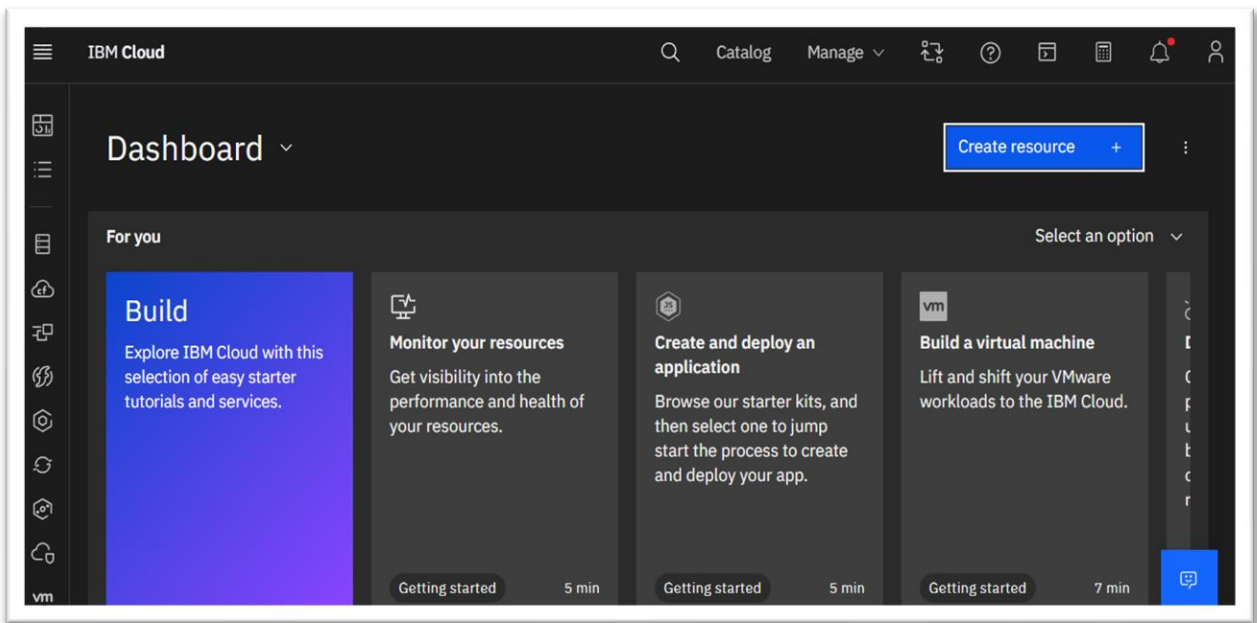 IBM Cloud
Catalog
Manage
Dashboard
Create resource +
For you
Select an option
Build
Explore IBM Cloud with this
selection of easy starter
tutorials and services.
Monitor your resources
Get visibility into the
performance and health of
your resources.
Getting started 5 min
JS
Create and deploy an
application
Browse our starter kits, and
then select one to jump
start the process to create
and deploy your app.
Getting started 5 min
vm
Build a virtual machine
Lift and shift your VMware
workloads to the IBM Cloud.
Getting started 7 min
cf
vm